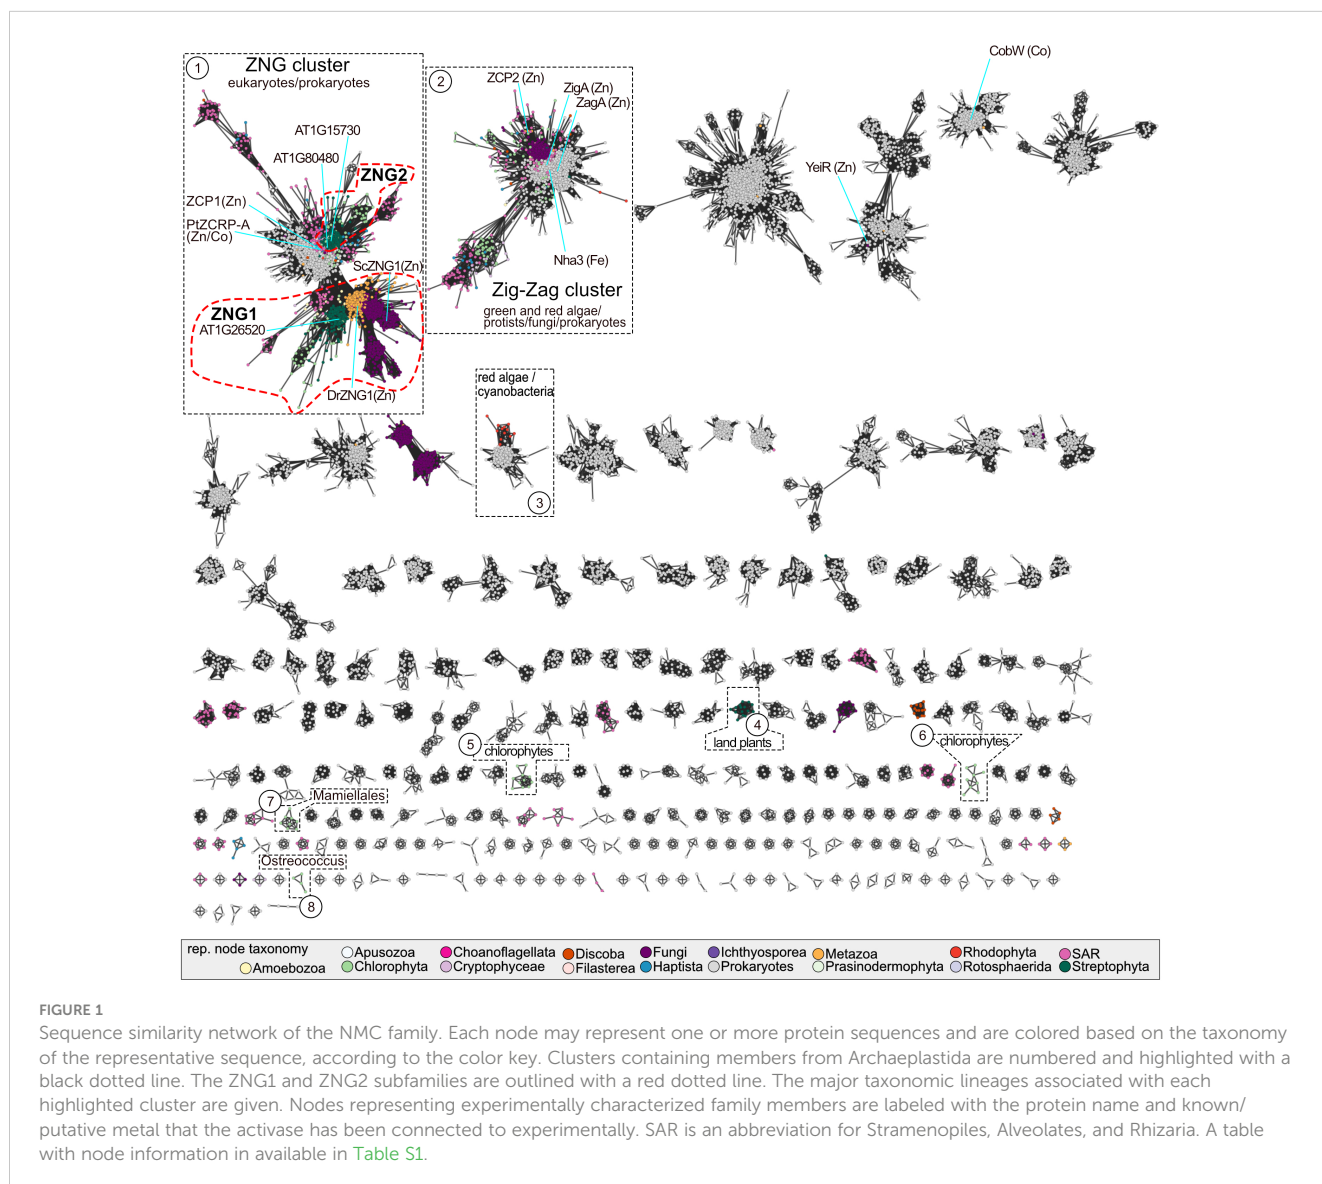 1
ZNG cluster
eukaryotes/prokaryotes
AT1G15730
AT1G80480
ZNG2
ZCP1(Zn)
PtZCRP-A
(Zn/Co)
ScZNG1(Zn)
ZNG1
AT1G26520
DrZNG1(Zn)
2
ZCP2 (Zn)
ZigA (Zn)
ZagA (Zn)
Nha3 (Fe)
Zig-Zag cluster
green and red algae/
protists/fungi/prokaryotes
CobW (Co)
YeiR (Zn)
red algae /
cyanobacteria
3
4
land plants
5
chlorophytes
6
chlorophytes
7
Mamiellales
Ostreococcus
8
rep. node taxonomy
Amoebozoa
Apusozoa
Chlorophyta
Choanoflagellata
Cryptophyceae
Discoba
Filasterea
Fungi
Haptista
Ichthyosporea
Prokaryotes
Metazoa
Prasinodermophyta
Rhodophyta
Rotosphaerida
SAR
Streptophyta
FIGURE 1
Sequence similarity network of the NMC family. Each node may represent one or more protein sequences and are colored based on the taxonomy
of the representative sequence, according to the color key. Clusters containing members from Archaeplastida are numbered and highlighted with a
black dotted line. The ZNG1 and ZNG2 subfamilies are outlined with a red dotted line. The major taxonomic lineages associated with each
highlighted cluster are given. Nodes representing experimentally characterized family members are labeled with the protein name and known/
putative metal that the activase has been connected to experimentally. SAR is an abbreviation for Stramenopiles, Alveolates, and Rhizaria. A table
with node information in available in Table S1.